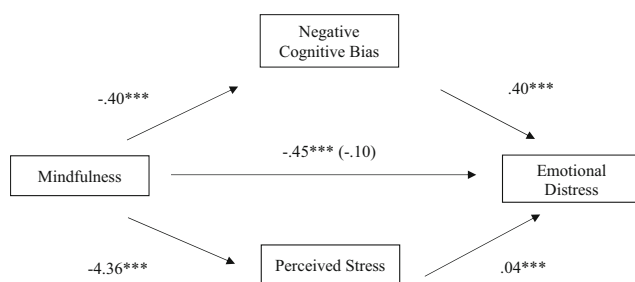 Negative
Cognitive Bias
-.40***
.40***
-.45*** (-.10)
Mindfulness
Emotional
Distress
-4.36***
Perceived Stress
.04***